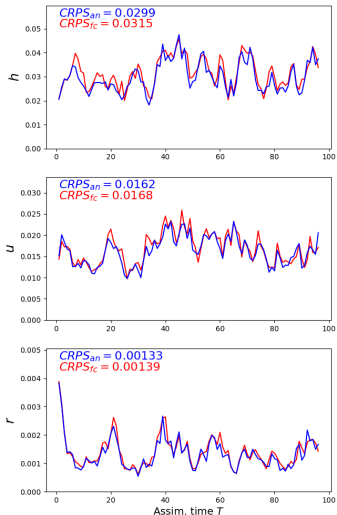 CRPS_an = 0.0299
CRPS_fc = 0.0315
0.05
0.04
0.03
0.02
0.01
0.00
h
0 20 40 60 80 100
CRPS_an = 0.0162
CRPS_fc = 0.0168
0.030
0.025
0.020
0.015
0.010
0.005
0.000
u
0 20 40 60 80 100
CRPS_an = 0.00133
CRPS_fc = 0.00139
0.005
0.004
0.003
0.002
0.001
0.000
r
0 20 40 60 80 100
Assim. time T